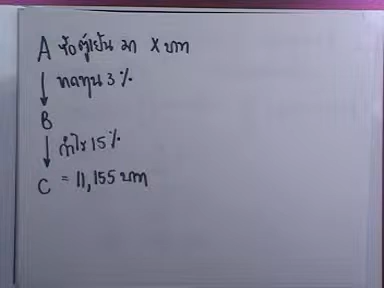 A ซื้อตู้เย็น มา X บาท
ขาดทุน 3%
B
กำไร 15%
C = 11,155 บาท